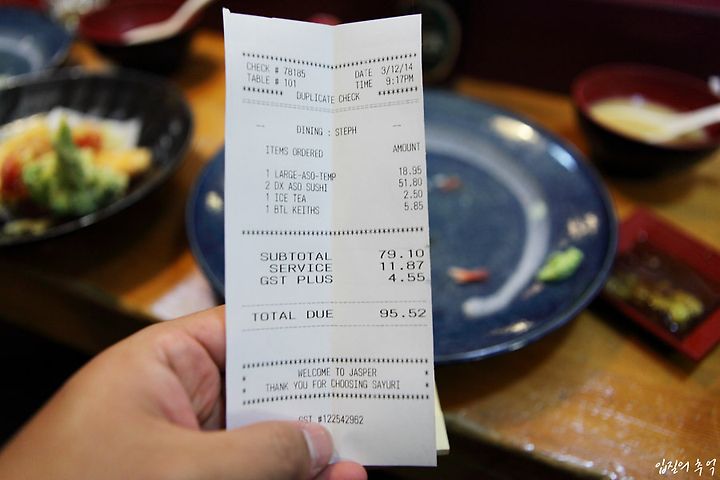 CHECK # 78185 DATE 3/12/14
TABLE # 101 TIME 9:17PM
DUPLICATE CHECK
-- DINING : STEPH --
ITEMS ORDERED AMOUNT
1 LARGE-ASO-TEMP 18.95
2 DX ASO SUSHI 51.80
1 ICE TEA 2.50
1 BTL KEITHS 5.85
SUBTOTAL 79.10
SERVICE 11.87
GST PLUS 4.55
TOTAL DUE 95.52
WELCOME TO JASPER
THANK YOU FOR CHOOSING SAYURI
GST #122542962
입질의 추억